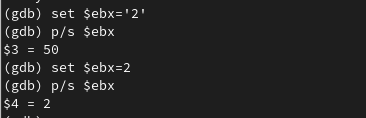 (gdb) set $ebx='2'
(gdb) p/s $ebx
$3 = 50
(gdb) set $ebx=2
(gdb) p/s $ebx
$4 = 2